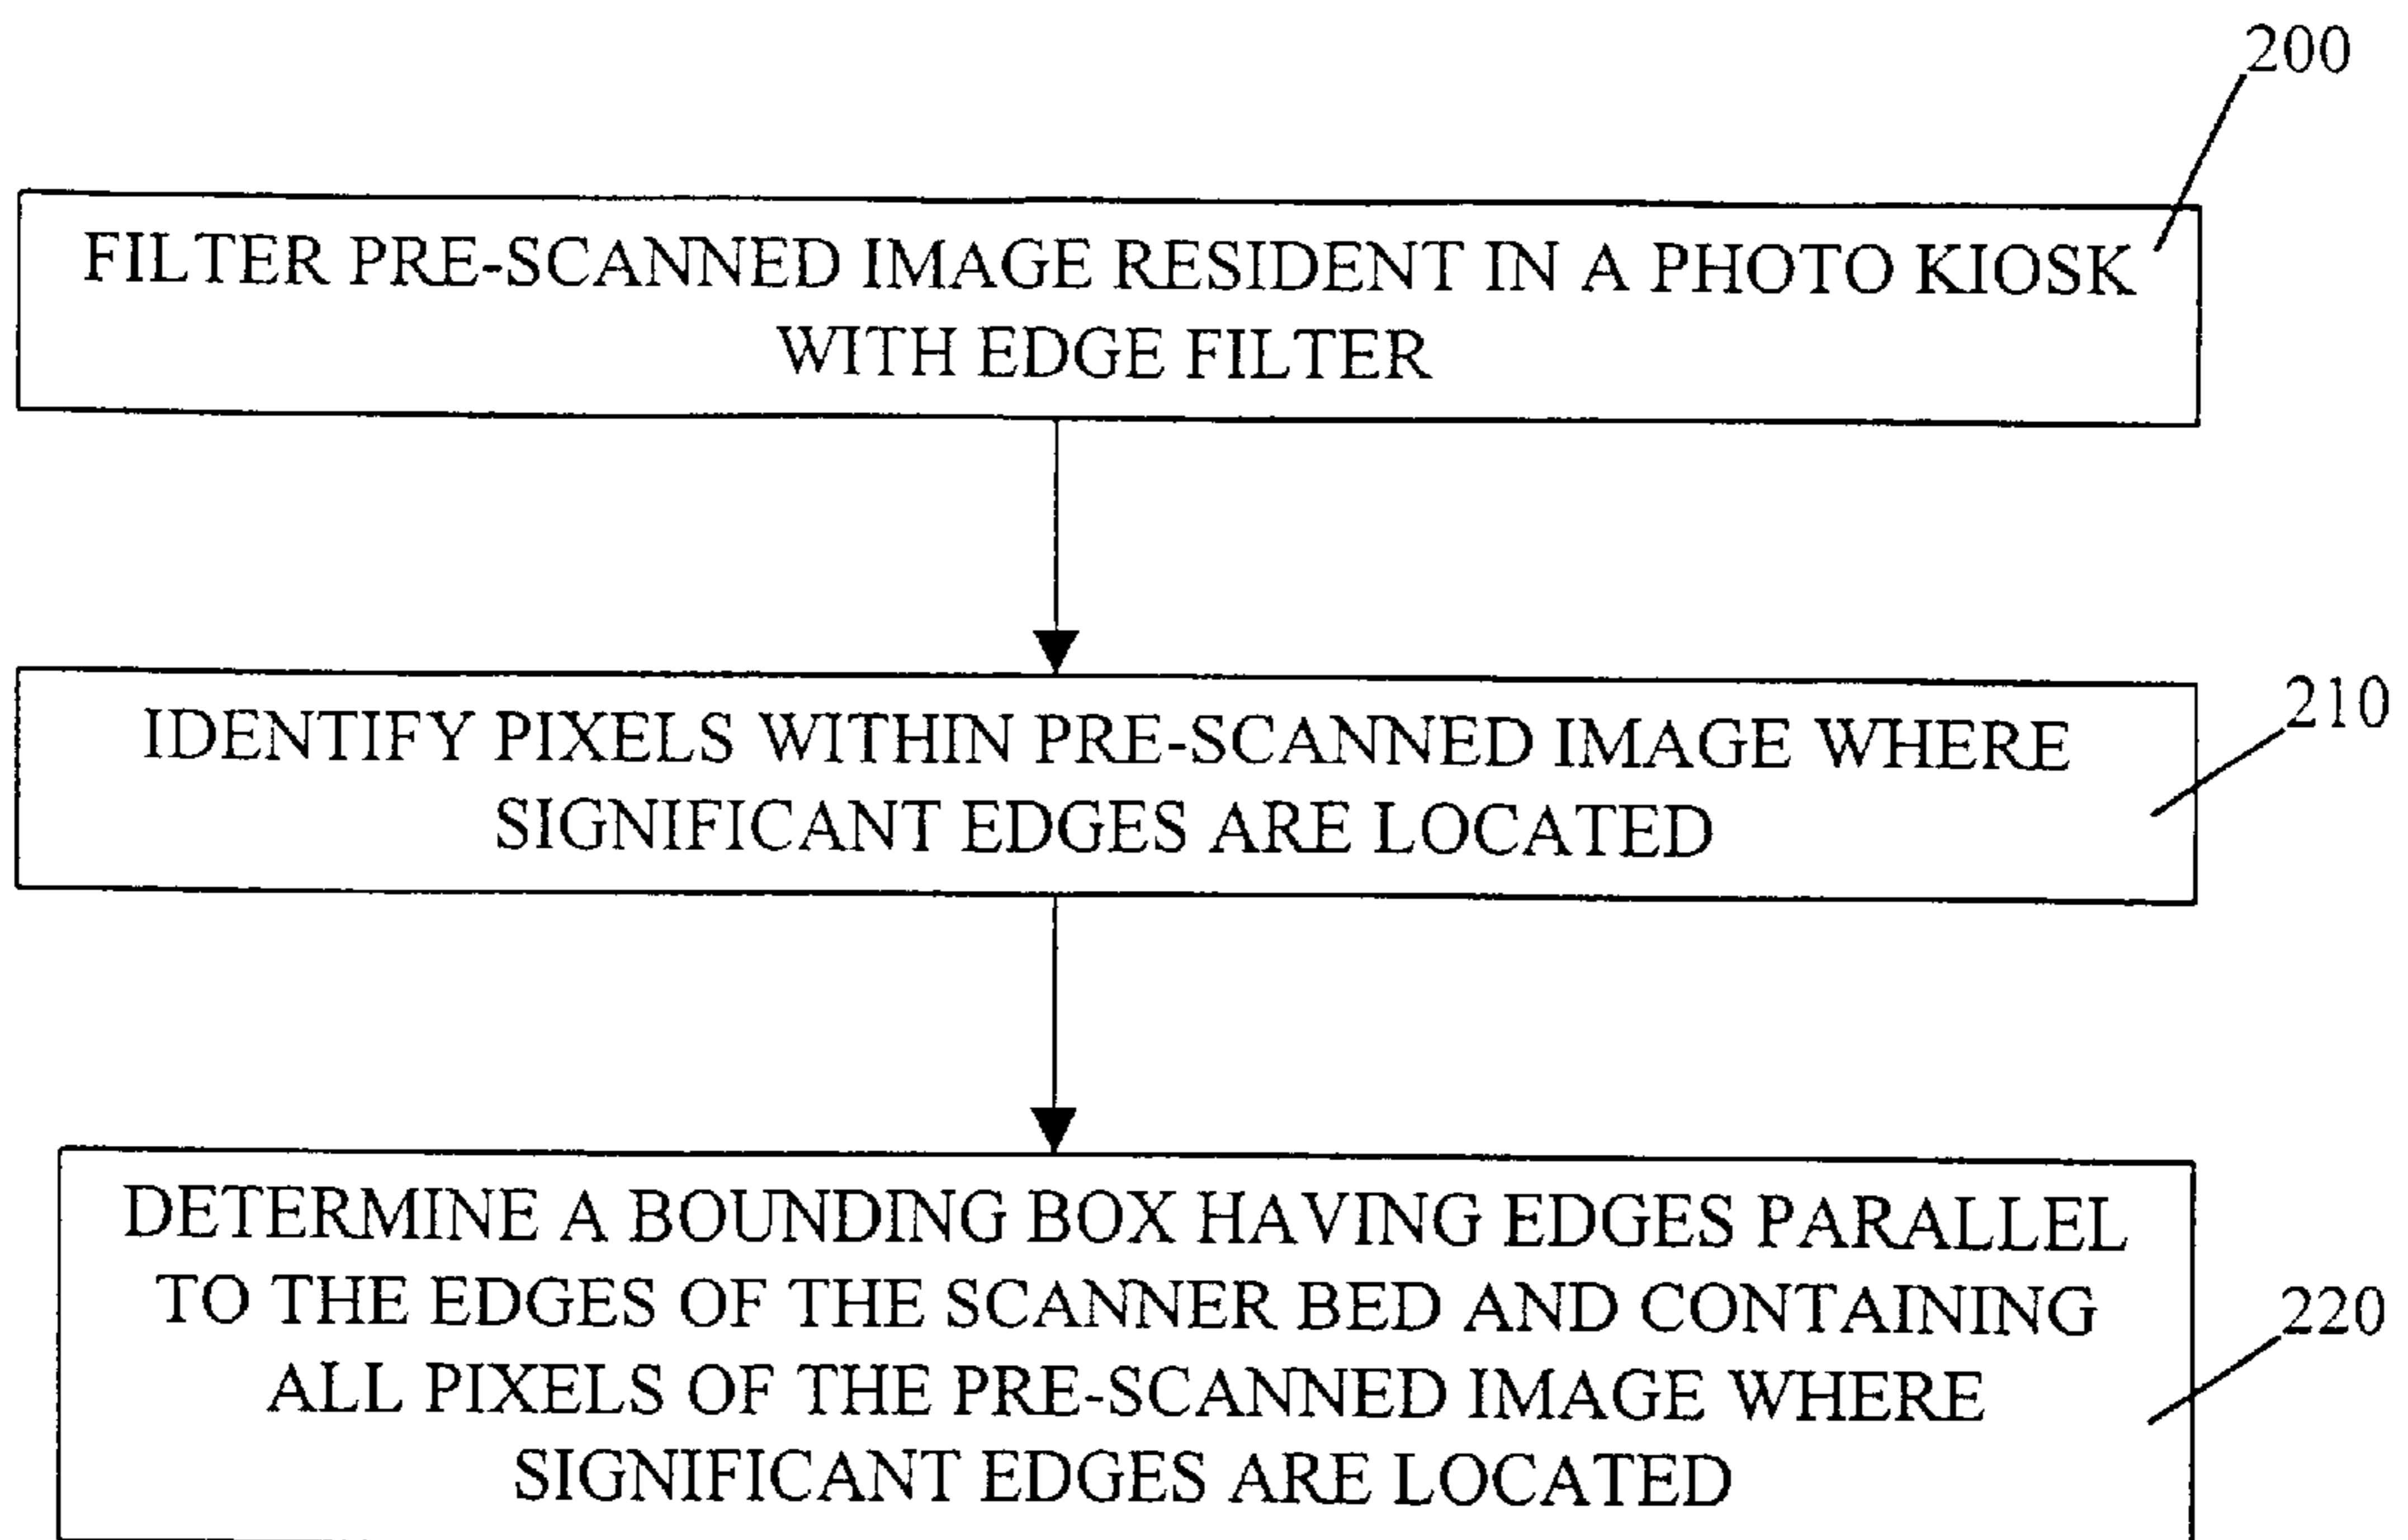 200
FILTER PRE-SCANNED IMAGE RESIDENT IN A PHOTO KIOSK
WITH EDGE FILTER
210
IDENTIFY PIXELS WITHIN PRE-SCANNED IMAGE WHERE
SIGNIFICANT EDGES ARE LOCATED
DETERMINE A BOUNDING BOX HAVING EDGES PARALLEL
TO THE EDGES OF THE SCANNER BED AND CONTAINING
220
ALL PIXELS OF THE PRE-SCANNED IMAGE WHERE
SIGNIFICANT EDGES ARE LOCATED